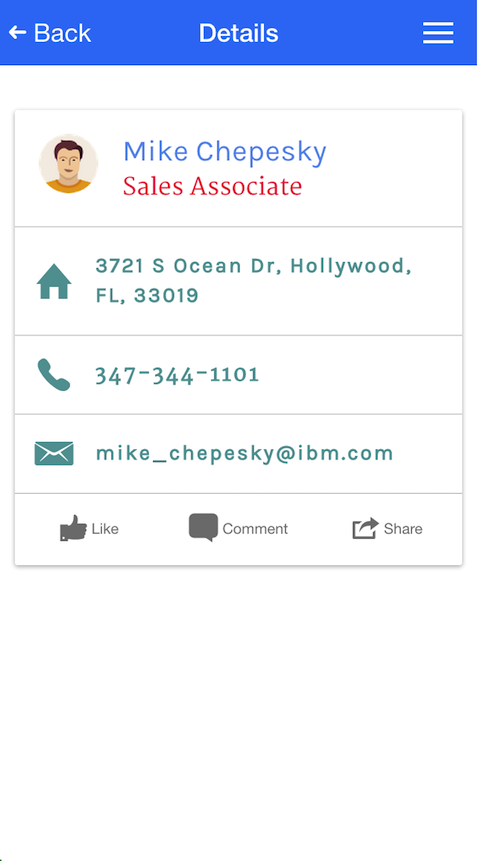 Back
Details
Mike Chepesky
Sales Associate
3721 S Ocean Dr, Hollywood,
FL, 33019
347-344-1101
mike_chepesky@ibm.com
Like
Comment
Share